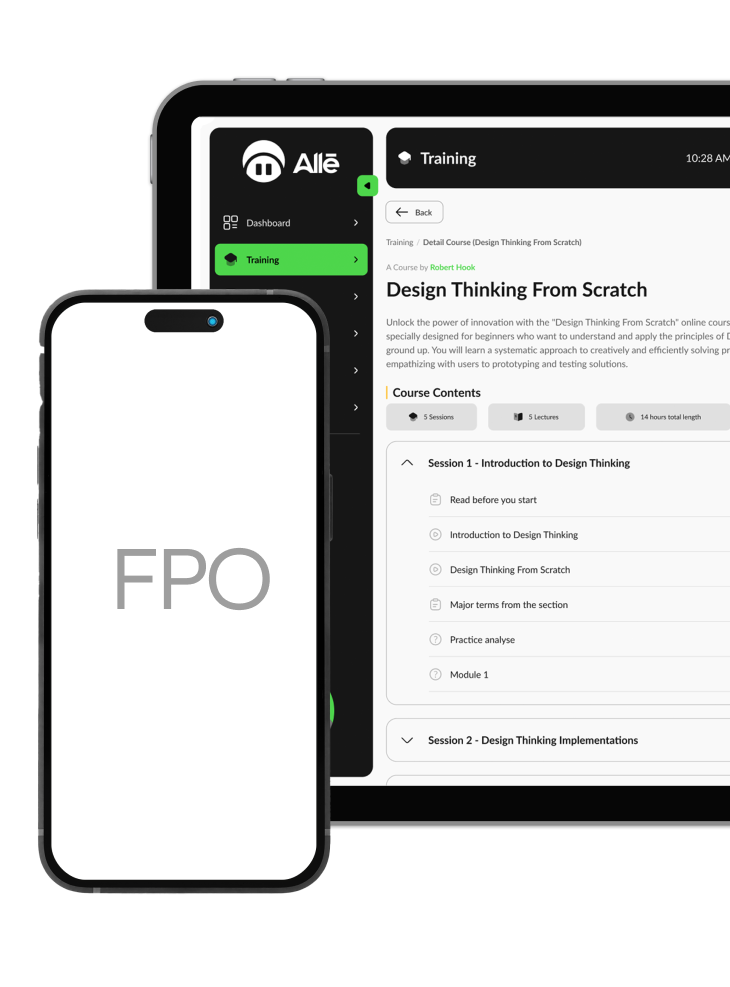 Allē
Training
10:28 AM
Back
Dashboard
Training / Detail Course (Design Thinking From Scratch)
Training
A Course by Robert Hook
Design Thinking From Scratch
Unlock the power of innovation with the "Design Thinking From Scratch" online
specially designed for beginners who want to understand and apply the principles of
ground up. You will learn a systematic approach to creatively and efficiently solving
empathizing with users to prototyping and testing solutions.
Course Contents
5 Sessions
5 Lectures
14 hours total length
Session 1 - Introduction to Design Thinking
Read before you start
Introduction to Design Thinking
Design Thinking From Scratch
Major terms from the section
Practice analyse
Module 1
Session 2 - Design Thinking Implementations
FPO